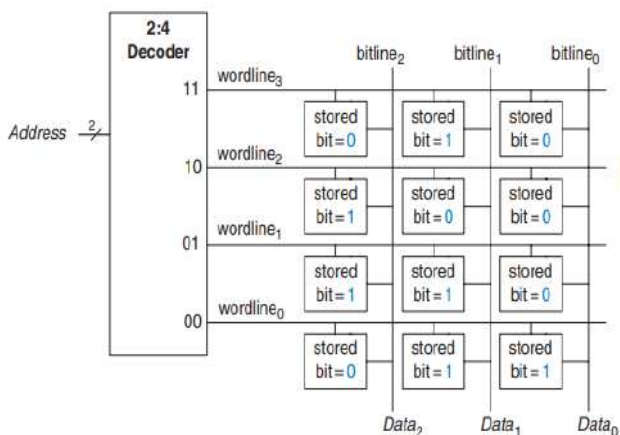 2:4
Decoder
bitline2 bitline1 bitline0
wordline3
11
Address 2
stored bit = 0 stored bit = 1 stored bit = 0
wordline2
10
stored bit = 1 stored bit = 0 stored bit = 0
wordline1
01
stored bit = 1 stored bit = 1 stored bit = 0
wordline0
00
stored bit = 0 stored bit = 1 stored bit = 1
Data2 Data1 Data0